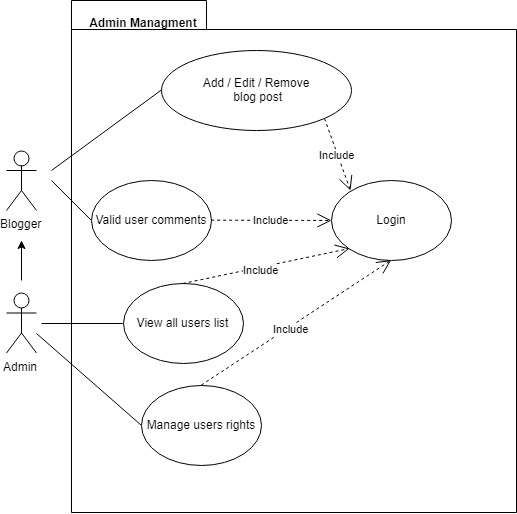 Admin Managment
Add / Edit / Remove
blog post
Include
Blogger
Valid user comments
Include
Login
Include
View all users list
Include
Admin
Manage users rights